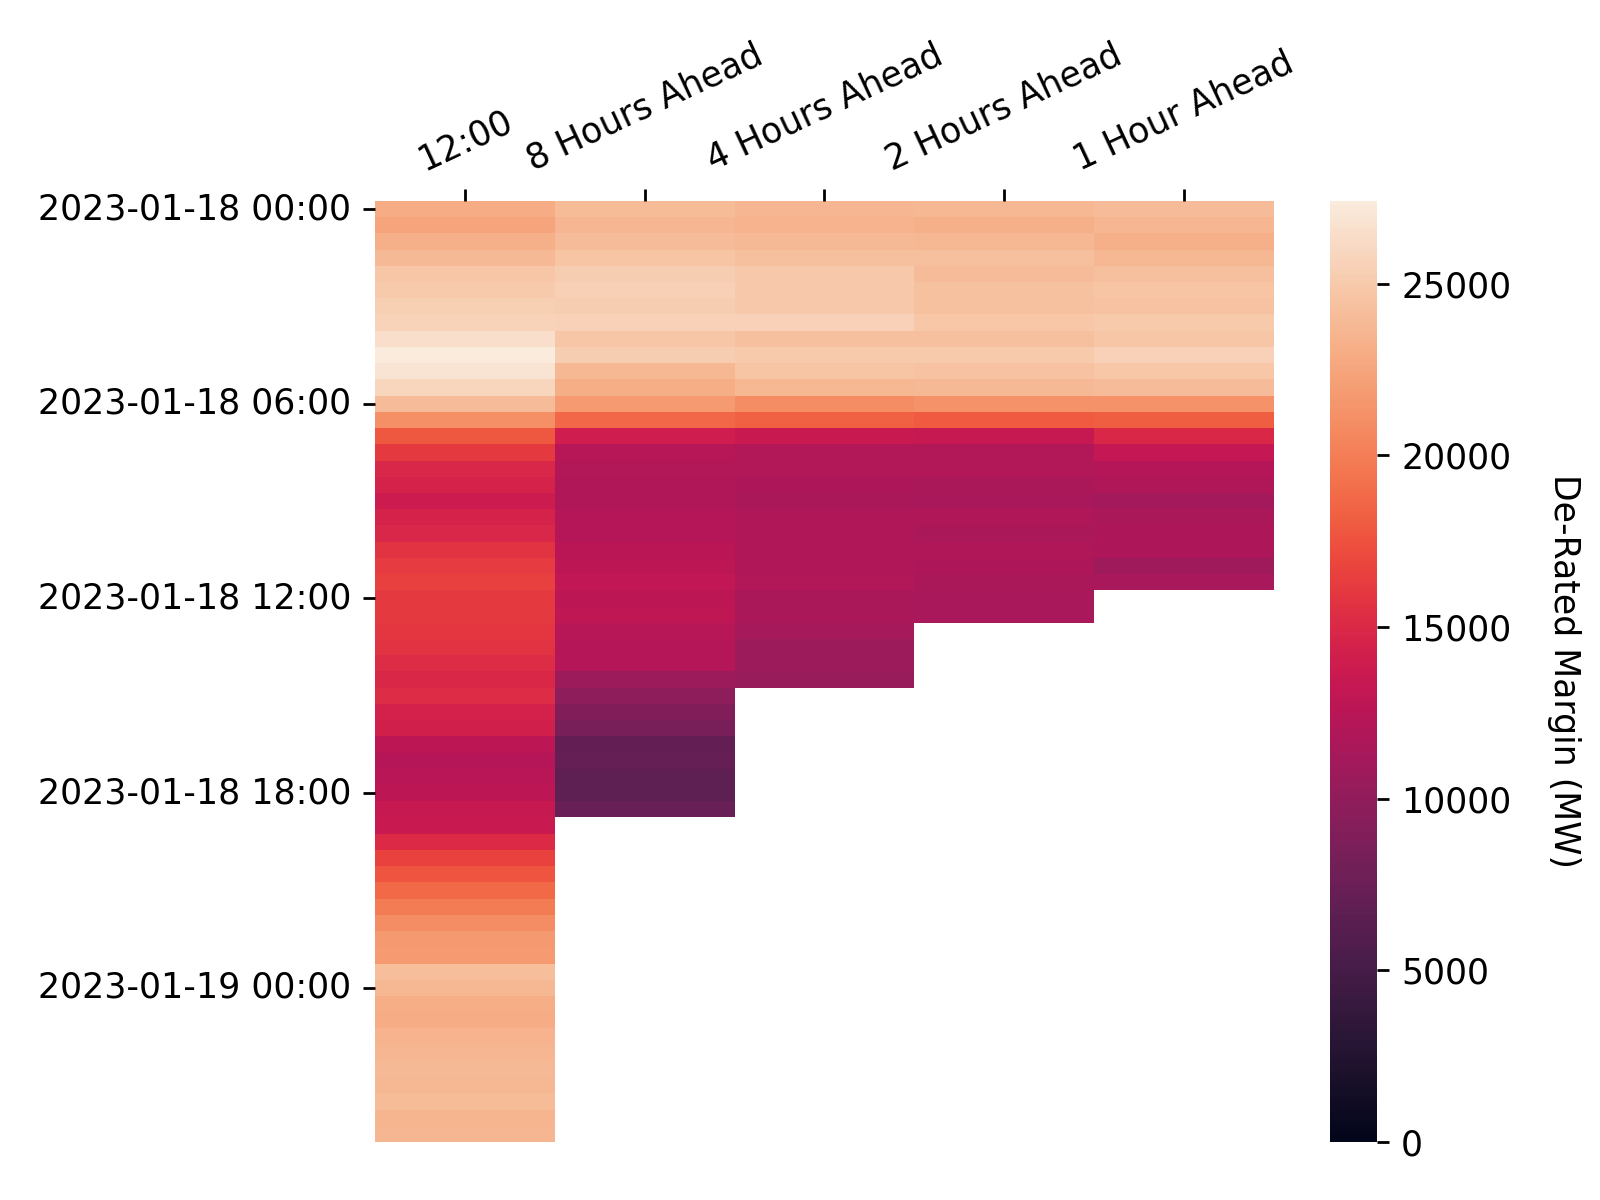 12:00
8 Hours Ahead
4 Hours Ahead
2 Hours Ahead
1 Hour Ahead
2023-01-18 00:00
2023-01-18 06:00
2023-01-18 12:00
2023-01-18 18:00
2023-01-19 00:00
25000
20000
15000
10000
5000
0
De-Rated Margin (MW)